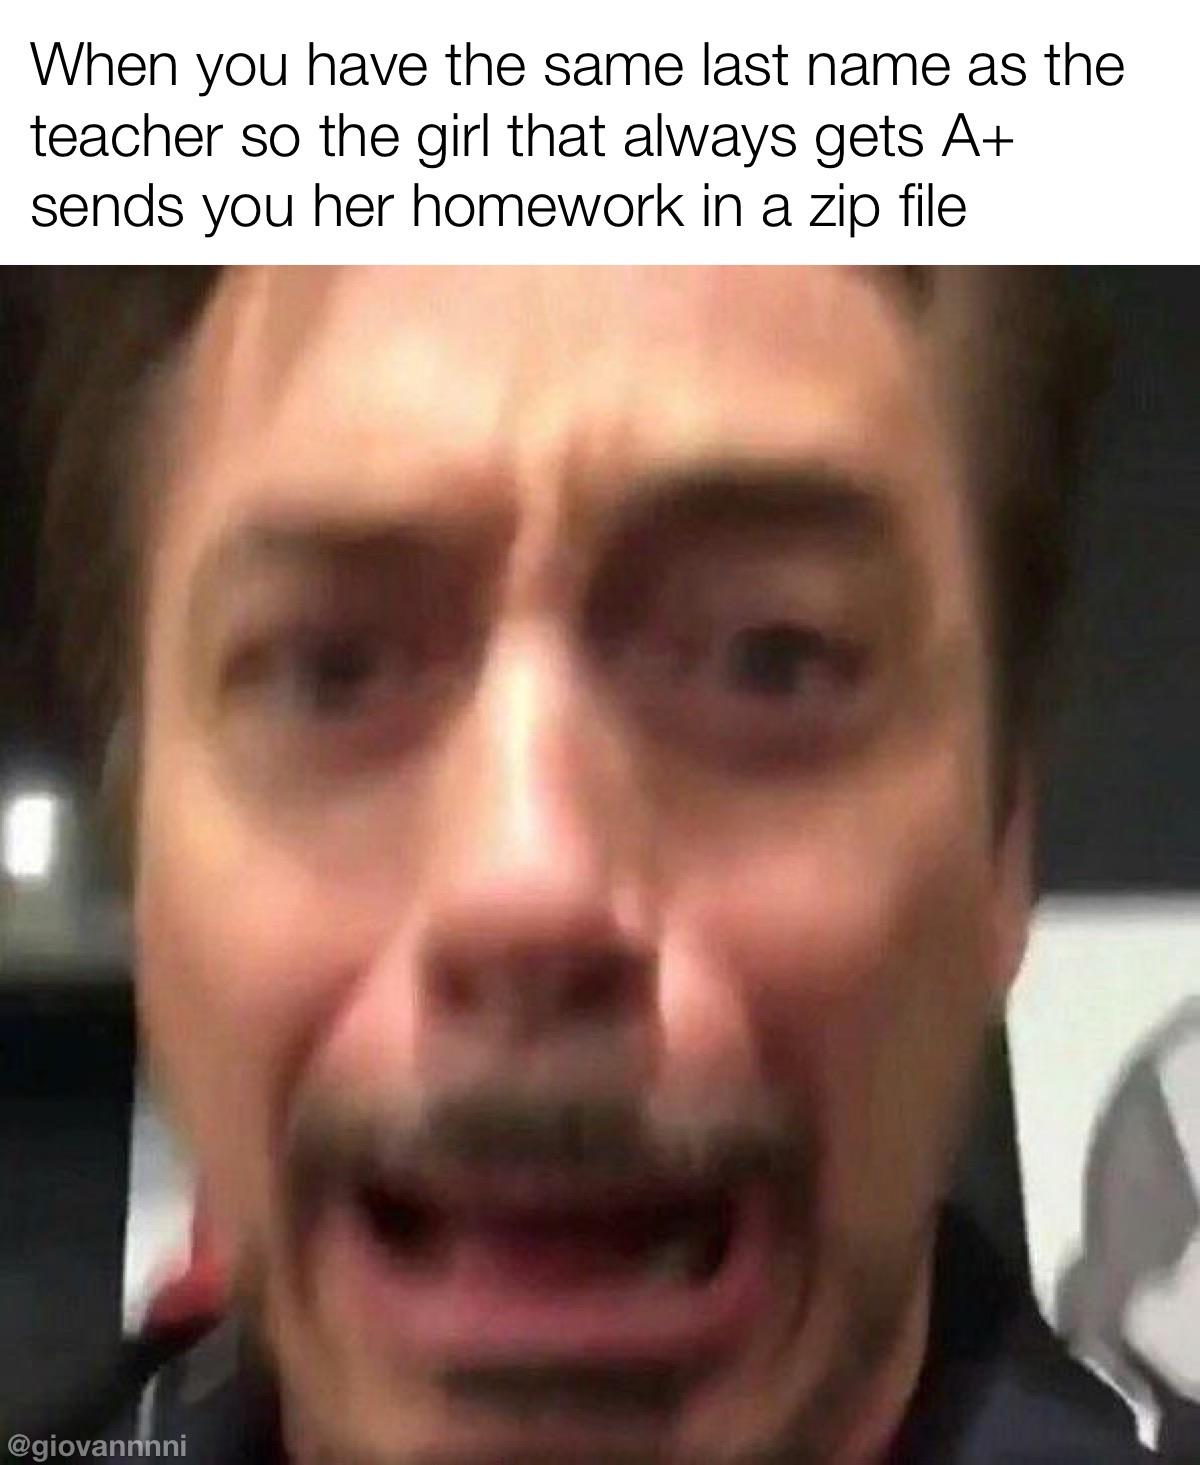 When you have the same last name as the
teacher so the girl that always gets A+
sends you her homework in a zip file
@giovannnni